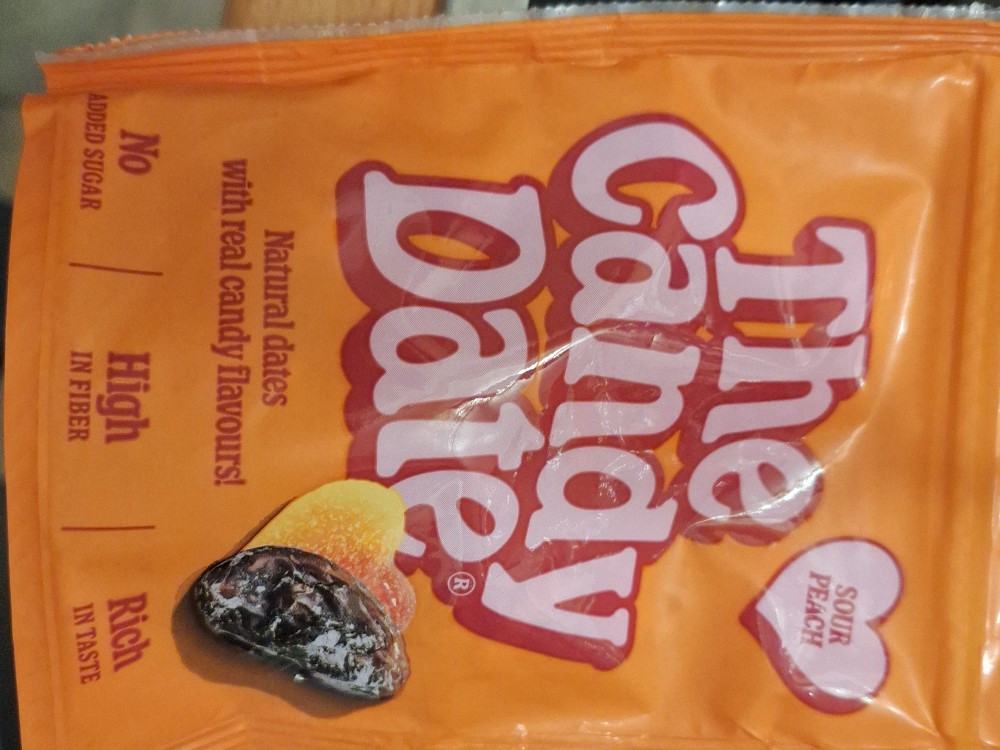 SOUR
PEACH
The
Candy
Date®
Natural dates
with real candy flavours!
No
ADDED SUGAR
High
IN FIBER
Rich
IN TASTE